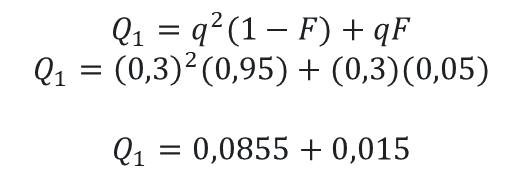 Q₁ = q²(1 − F) + qF
Q₁ = (0,3)²(0,95) + (0,3)(0,05)
Q₁ = 0,0855 + 0,015